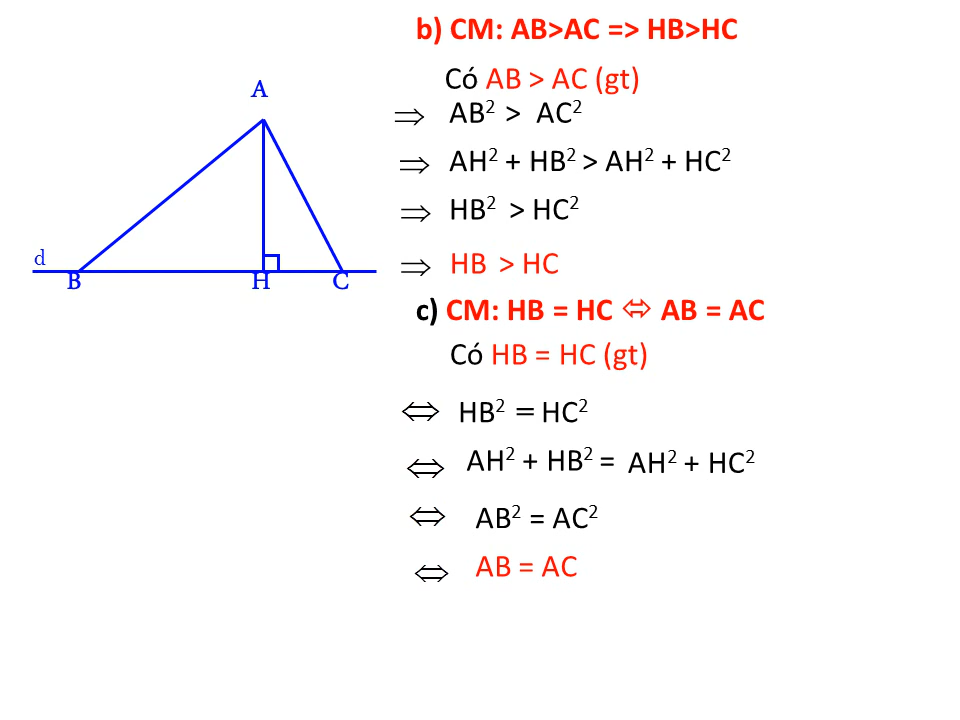 b) CM: AB>AC => HB>HC
Có AB > AC (gt)
⇒ AB² > AC²
⇒ AH² + HB² > AH² + HC²
⇒ HB² > HC²
⇒ HB > HC
c) CM: HB = HC ⇔ AB = AC
Có HB = HC (gt)
⇔ HB² = HC²
⇔ AH² + HB² = AH² + HC²
⇔ AB² = AC²
⇔ AB = AC
A
d
B H C